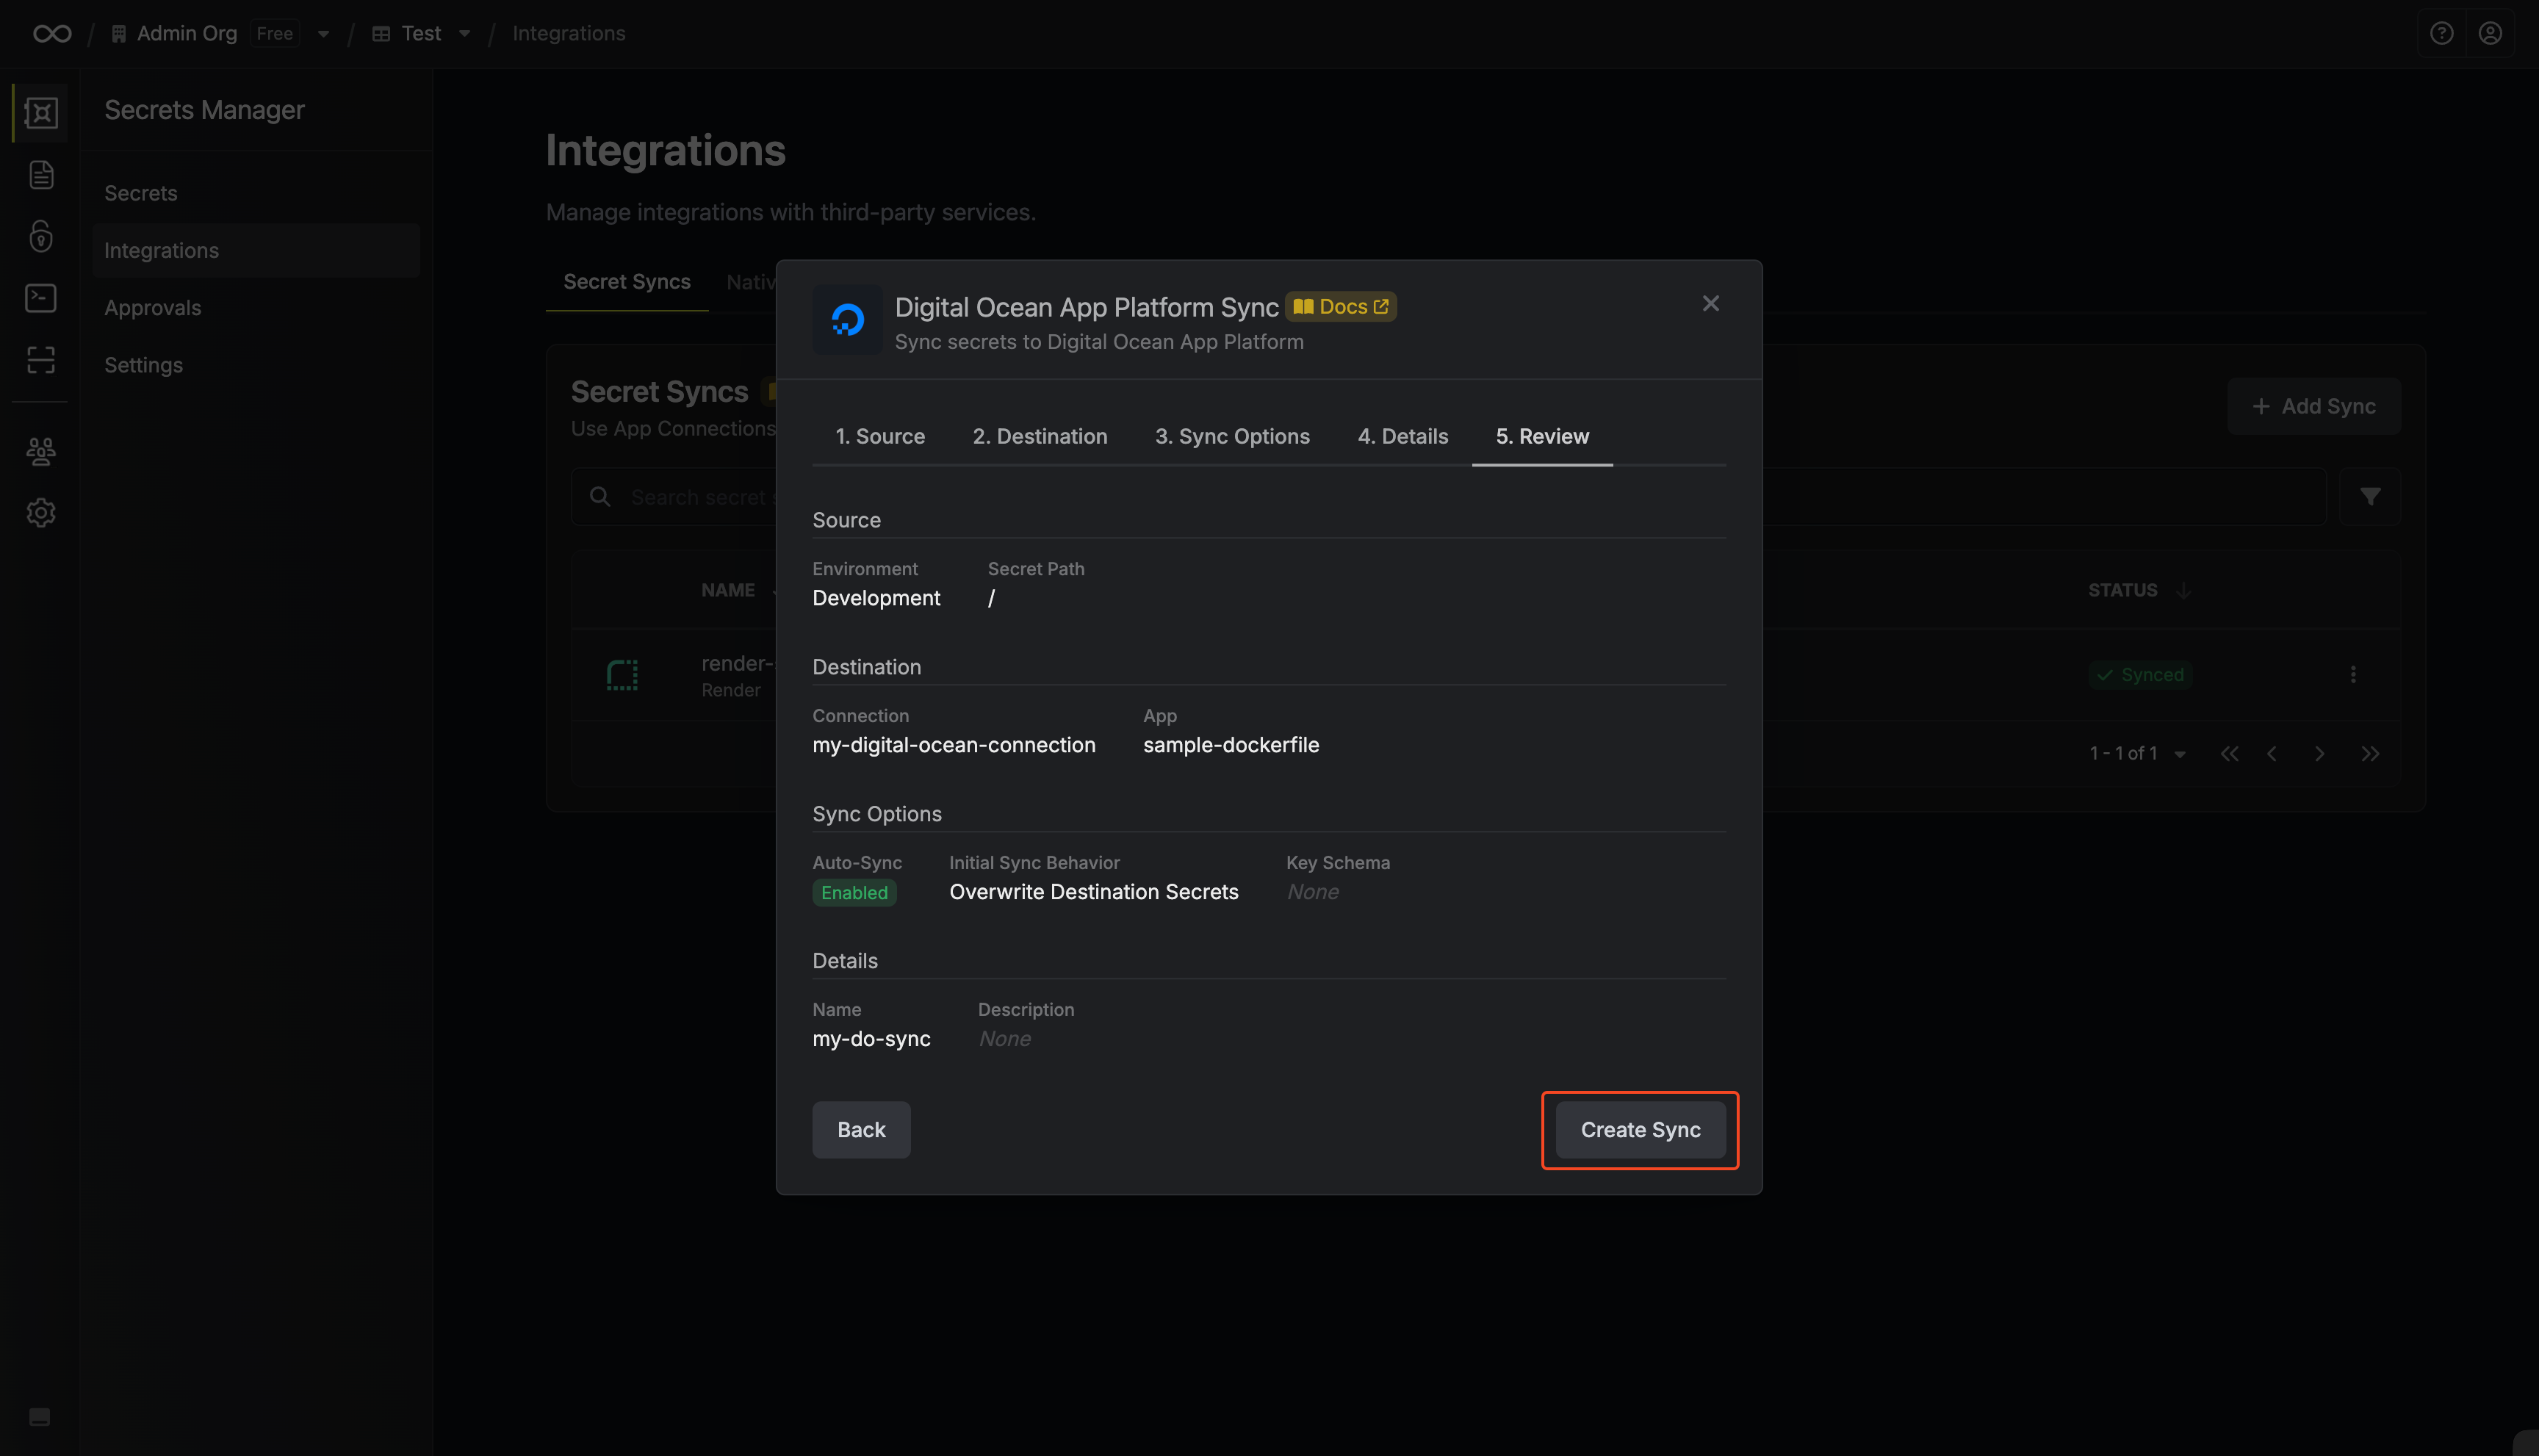 Admin Org Free Test Integrations
Secrets Manager
Secrets
Integrations
Approvals
Settings
Integrations
Manage integrations with third-party services.
Secret Syncs Nativ
Secret Syncs
Use App Connections
Add Sync
Search secret s
NAME STATUS
render-
Render
Synced
1 - 1 of 1
Digital Ocean App Platform Sync Docs
Sync secrets to Digital Ocean App Platform
1. Source 2. Destination 3. Sync Options 4. Details 5. Review
Source
Environment Secret Path
Development /
Destination
Connection App
my-digital-ocean-connection sample-dockerfile
Sync Options
Auto-Sync Initial Sync Behavior Key Schema
Enabled Overwrite Destination Secrets None
Details
Name Description
my-do-sync None
Back Create Sync